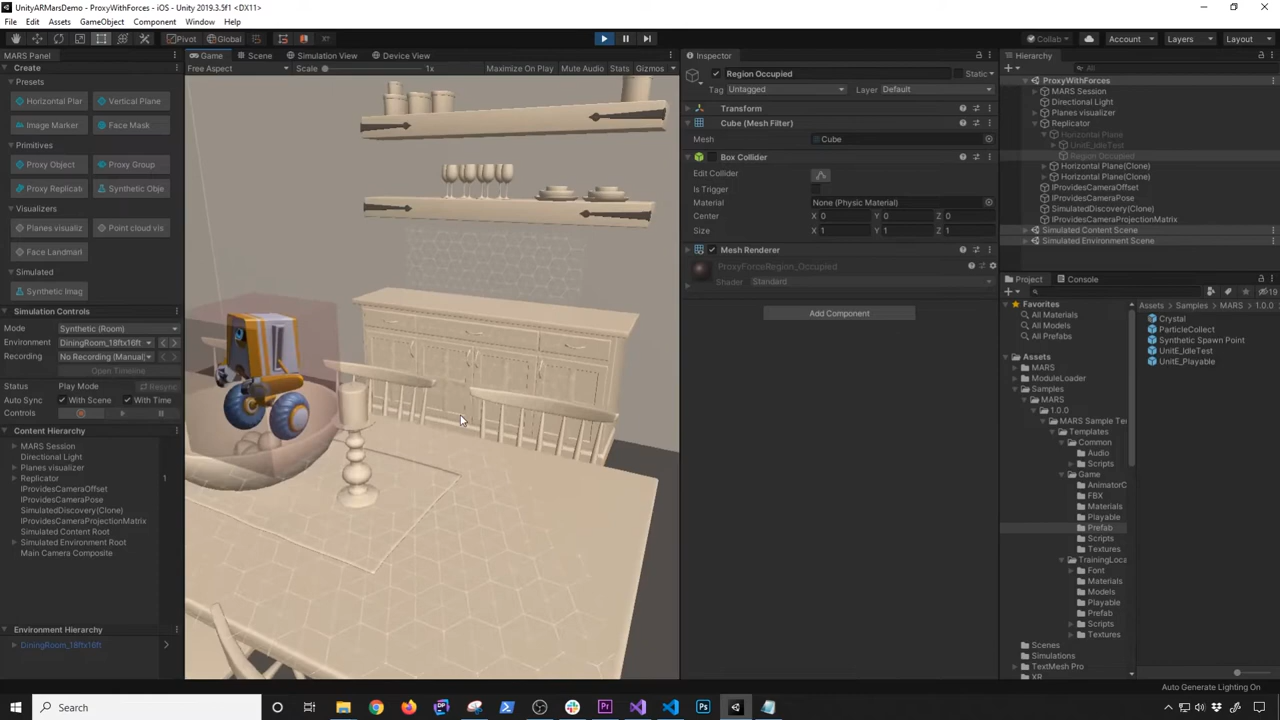 UnityARMarsDemo - ProxyWithForces - iOS - Unity 2019.3.5f1 <DX11>
File Edit Assets GameObject Component Window Help
Pivot Global Collab Account Layers Layout
MARS Panel
Create
Presets
Horizontal Plar Vertical Plane
Image Marker Face Mask
Primitives
Proxy Object Proxy Group
Proxy Replicato Synthetic Obje
Visualizers
Planes visualiz Point cloud vis
Face Landmark
Simulated
Synthetic Imag
Simulation Controls
Mode Synthetic (Room)
Environment DiningRoom_18ftx16ft
Recording No Recording (Manual)
Open Timeline
Status Play Mode Resync
Auto Sync With Scene With Time
Controls
Content Hierarchy
MARS Session
Directional Light
Planes visualizer
Replicator 1
IProvidesCameraOffset
IProvidesCameraPose
SimulatedDiscovery(Clone)
IProvidesCameraProjectionMatrix
Simulated Content Root
Simulated Environment Root
Main Camera Composite
Environment Hierarchy
DiningRoom_18ftx16ft
Game Scene Simulation View Device View
Free Aspect Scale 1x Maximize On Play Mute Audio Stats Gizmos
Inspector
Region Occupied Static
Tag Untagged Layer Default
Transform
Cube (Mesh Filter)
Mesh Cube
Box Collider
Edit Collider
Is Trigger
Material None (Physic Material)
Center X 0 Y 0 Z 0
Size X 1 Y 1 Z 1
Mesh Renderer
ProxyForceRegion_Occupied
Shader Standard
Add Component
Hierarchy
All
ProxyWithForces
MARS Session
Directional Light
Planes visualizer
Replicator
Horizontal Plane
UnitE_IdleTest
Region Occupied
Horizontal Plane(Clone)
Horizontal Plane(Clone)
IProvidesCameraOffset
IProvidesCameraPose
SimulatedDiscovery(Clone)
IProvidesCameraProjectionMatrix
Simulated Content Scene
Simulated Environment Scene
Project Console
19
Favorites
All Materials
All Models
All Prefabs
Assets
MARS
ModuleLoader
Samples
MARS
1.0.0
MARS Sample Te
Templates
Common
Audio
Scripts
Game
AnimatorC
FBX
Materials
Playable
Prefab
Scripts
Textures
TrainingLoca
Font
Materials
Models
Playable
Prefab
Scripts
Textures
Scenes
Simulations
TextMesh Pro
XR
Assets > Samples > MARS > 1.0.0
Crystal
ParticleCollect
Synthetic Spawn Point
UnitE_IdleTest
UnitE_Playable
Auto Generate Lighting On
Search